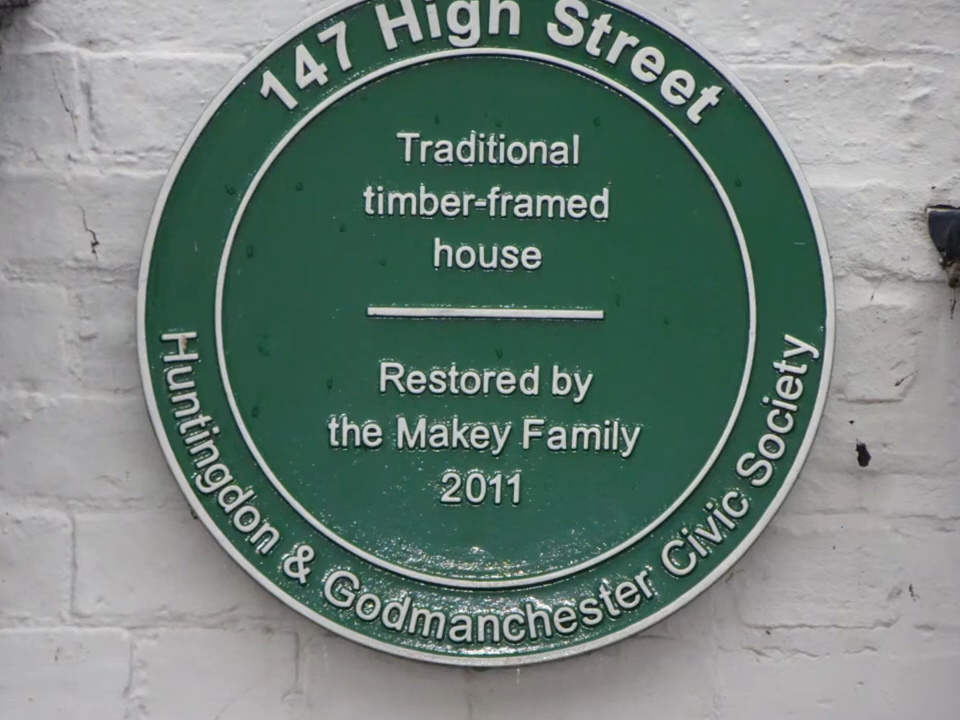 147 High Street
Traditional
timber-framed
house
Restored by
the Makey Family
2011
Huntingdon & Godmanchester Civic Society